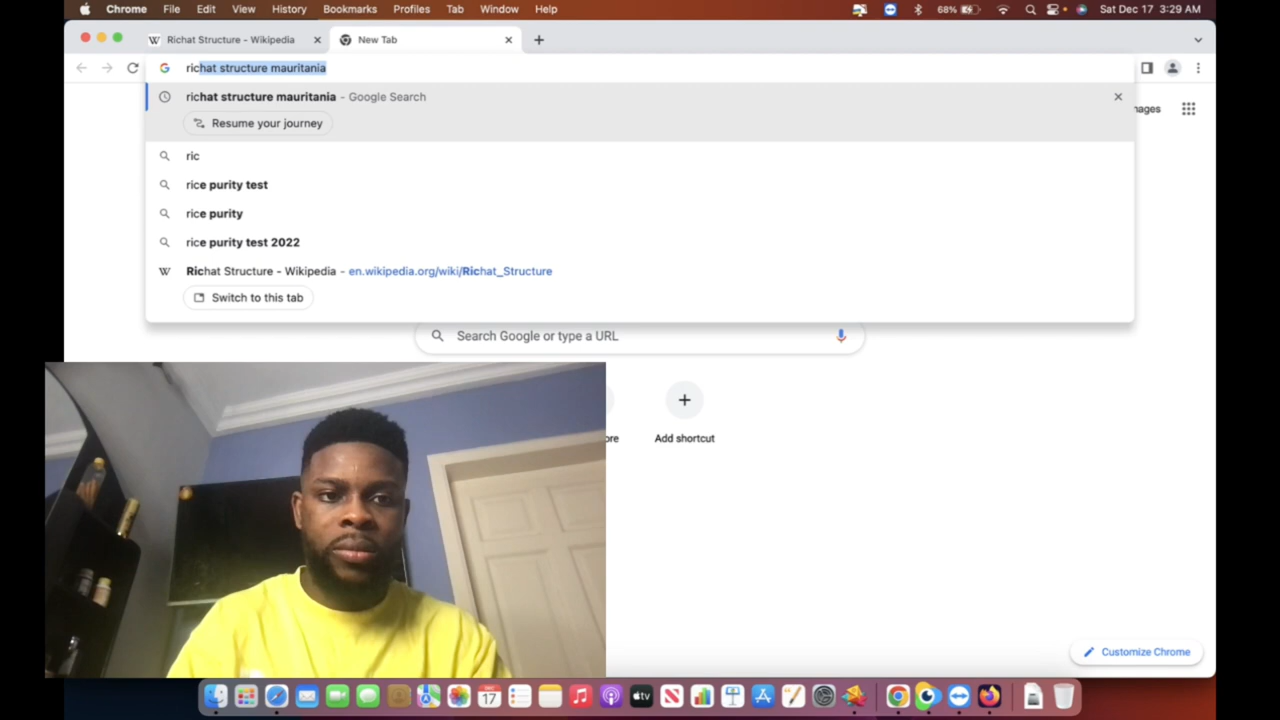 Chrome File Edit View History Bookmarks Profiles Tab Window Help 68% Sat Dec 17 3:29 AM
Richat Structure - Wikipedia New Tab
richat structure mauritania
richat structure mauritania - Google Search
Resume your journey
ric
rice purity test
rice purity
rice purity test 2022
Richat Structure - Wikipedia - en.wikipedia.org/wiki/Richat_Structure
Switch to this tab
Search Google or type a URL
Add shortcut
Customize Chrome
DEC
17
tv